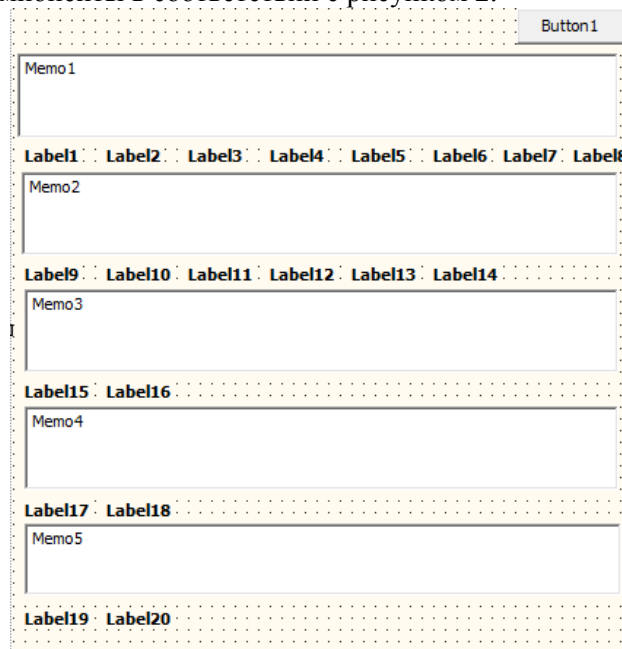 Button1
Memo1
Label1 Label2 Label3 Label4 Label5 Label6 Label7 Label8
Memo2
Label9 Label10 Label11 Label12 Label13 Label14
Memo3
Label15 Label16
Memo4
Label17 Label18
Memo5
Label19 Label20